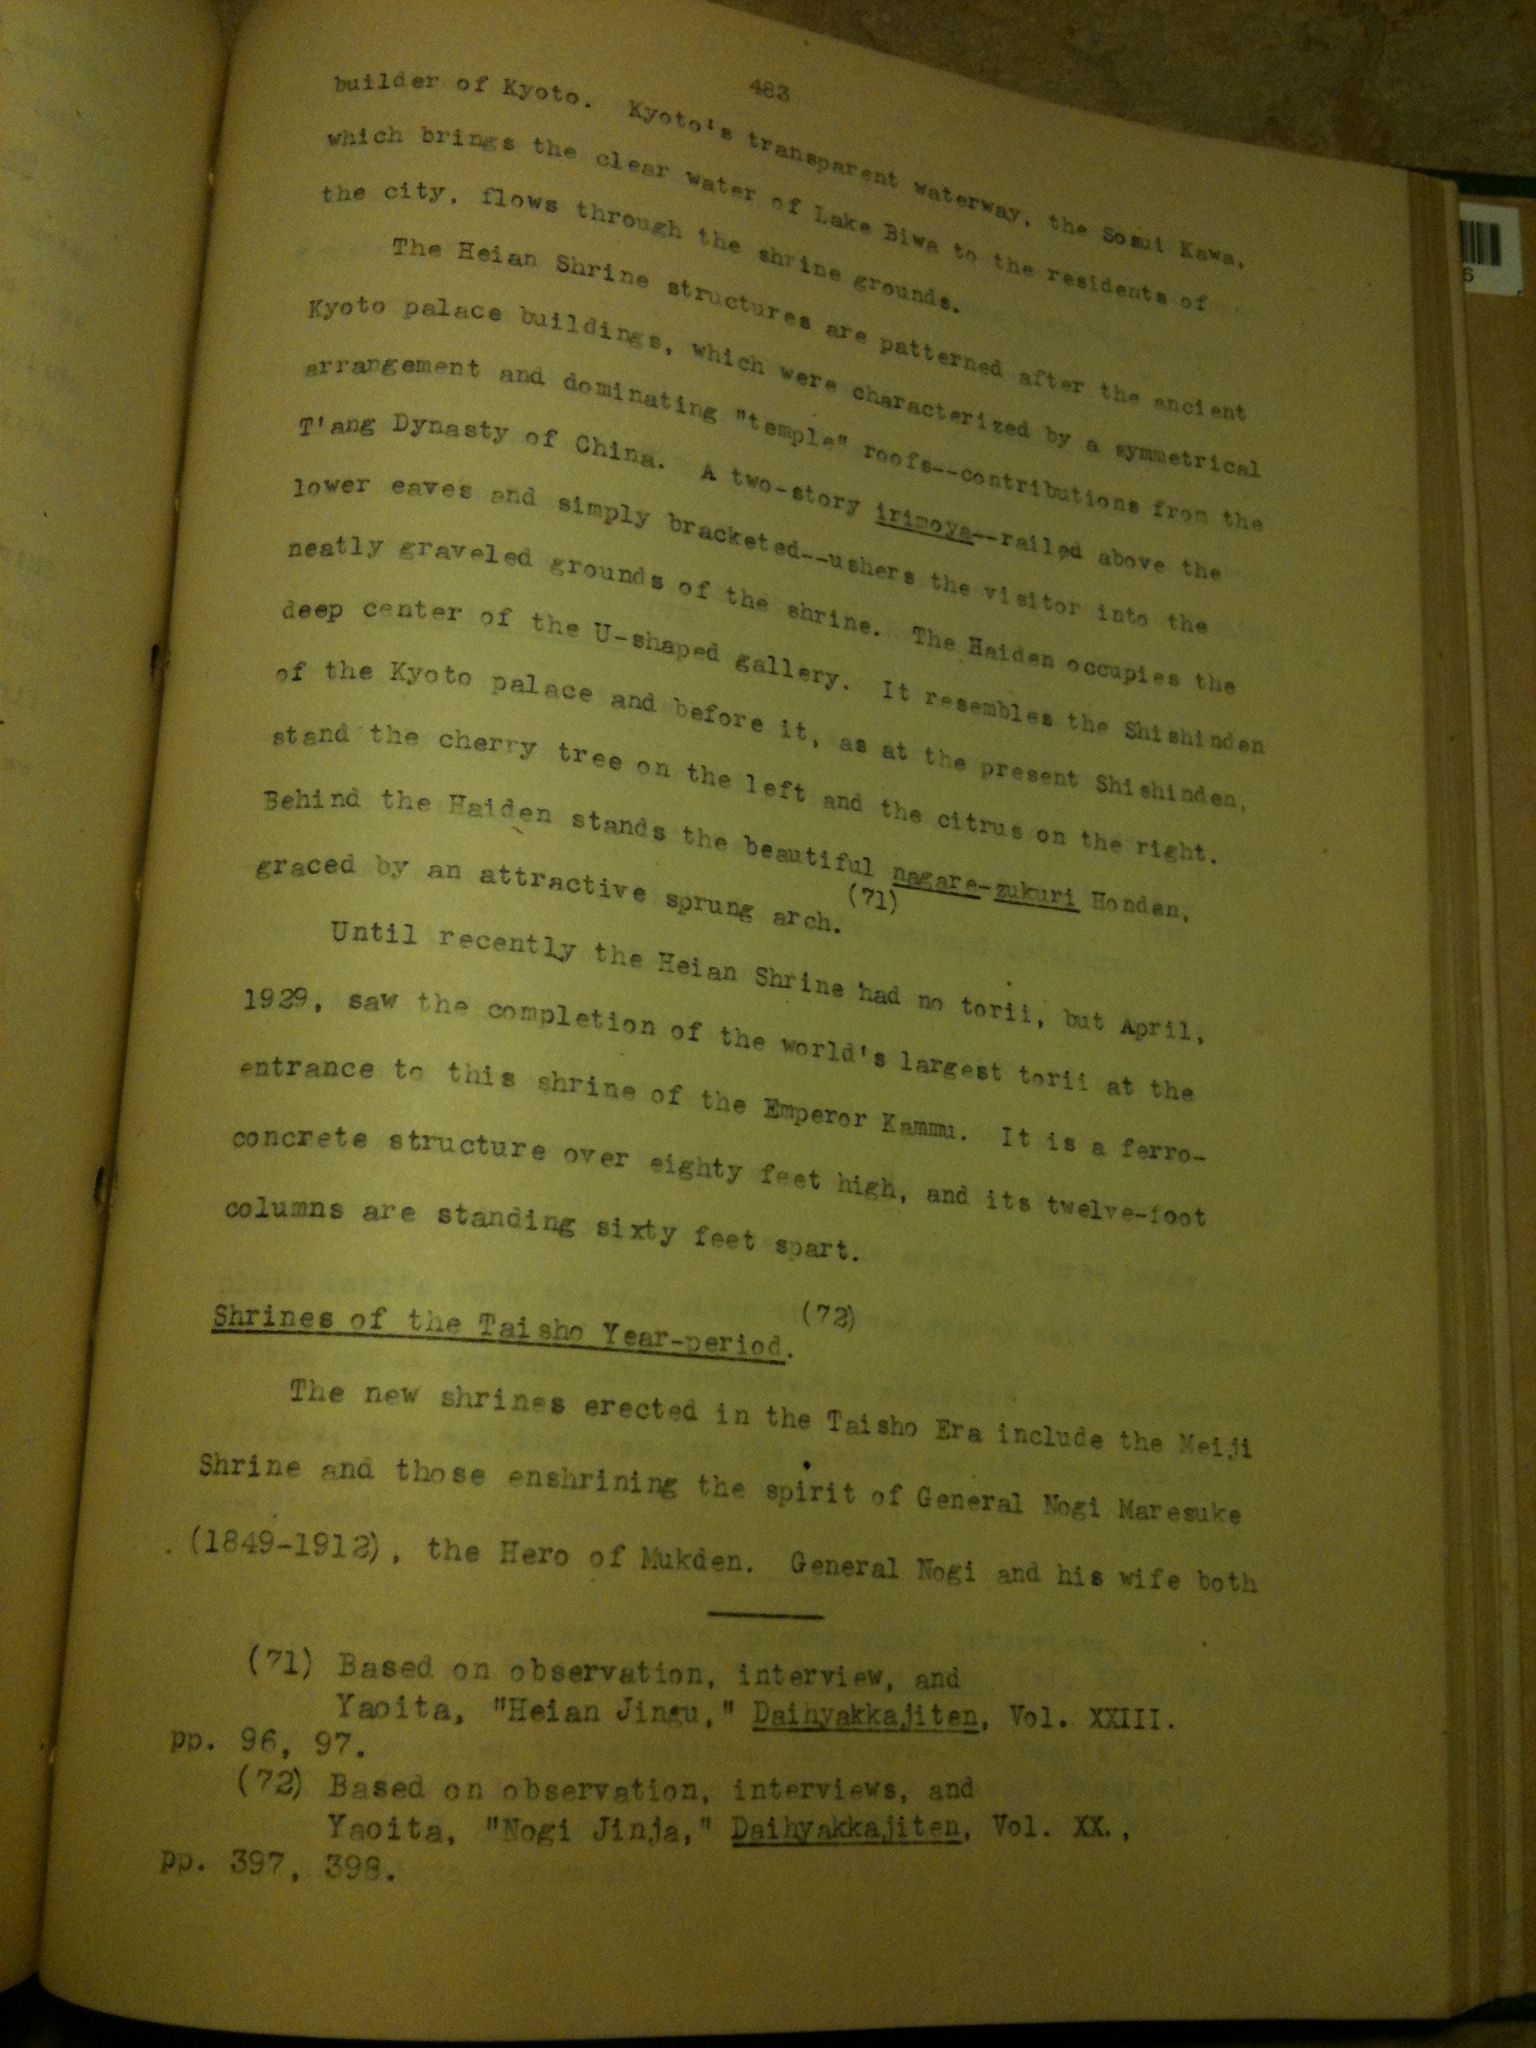 483
builder of Kyoto. Kyoto's transparent waterway, the Sosui Kawa,
which brings the clear water of Lake Biwa to the residents of
the city, flows through the shrine grounds.
The Heian Shrine structures are patterned after the ancient
Kyoto palace buildings, which were characterized by a symmetrical
arrangement and dominating "temple" roofs--contributions from the
T'ang Dynasty of China. A two-story irimoya--railed above the
lower eaves and simply bracketed--ushers the visitor into the
neatly graveled grounds of the shrine. The Haiden occupies the
deep center of the U-shaped gallery. It resembles the Shishinden
of the Kyoto palace and before it, as at the present Shishinden,
stand the cherry tree on the left and the citrus on the right.
Behind the Haiden stands the beautiful nagare-zukuri Honden,
graced by an attractive sprung arch. (71)
Until recently the Heian Shrine had no torii, but April,
1929, saw the completion of the world's largest torii at the
entrance to this shrine of the Emperor Kammu. It is a ferro-
concrete structure over eighty feet high, and its twelve-foot
columns are standing sixty feet spart.
Shrines of the Taisho Year-period. (72)
The new shrines erected in the Taisho Era include the Meiji
Shrine and those enshrining the spirit of General Nogi Maresuke
(1849-1912), the Hero of Mukden. General Nogi and his wife both
(71) Based on observation, interview, and
Yaoita, "Heian Jingu," Daihyakkajiten, Vol. XXIII.
pp. 96, 97.
(72) Based on observation, interviews, and
Yaoita, "Nogi Jinja," Daihyakkajiten, Vol. XX.,
pp. 397, 398.
6